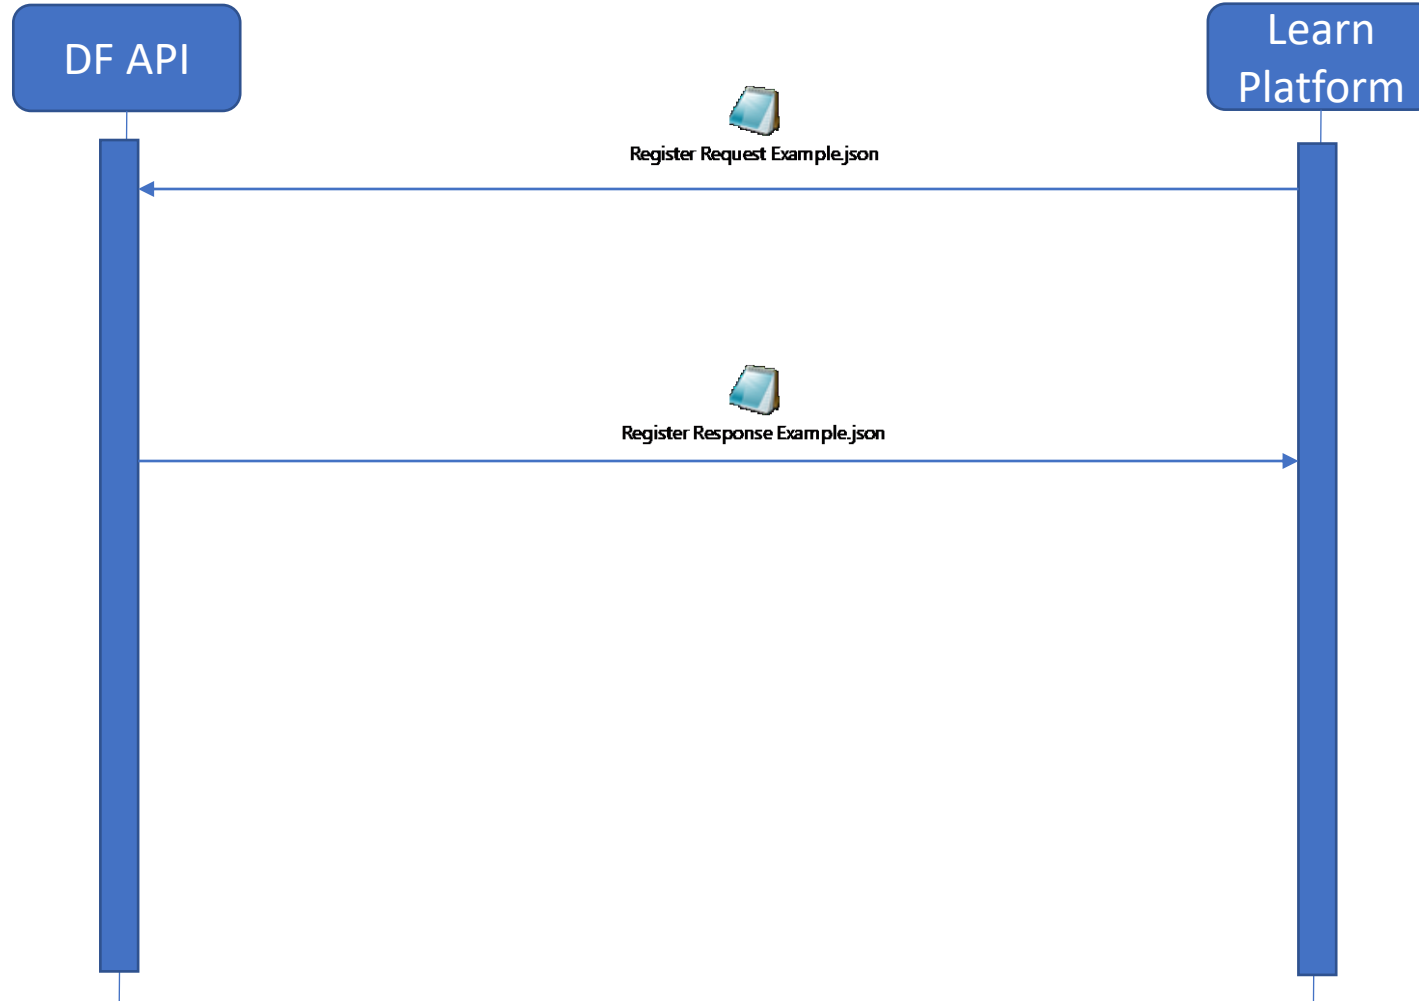 DF API
Learn
Platform
Register Request Example.json
Register Response Example.json